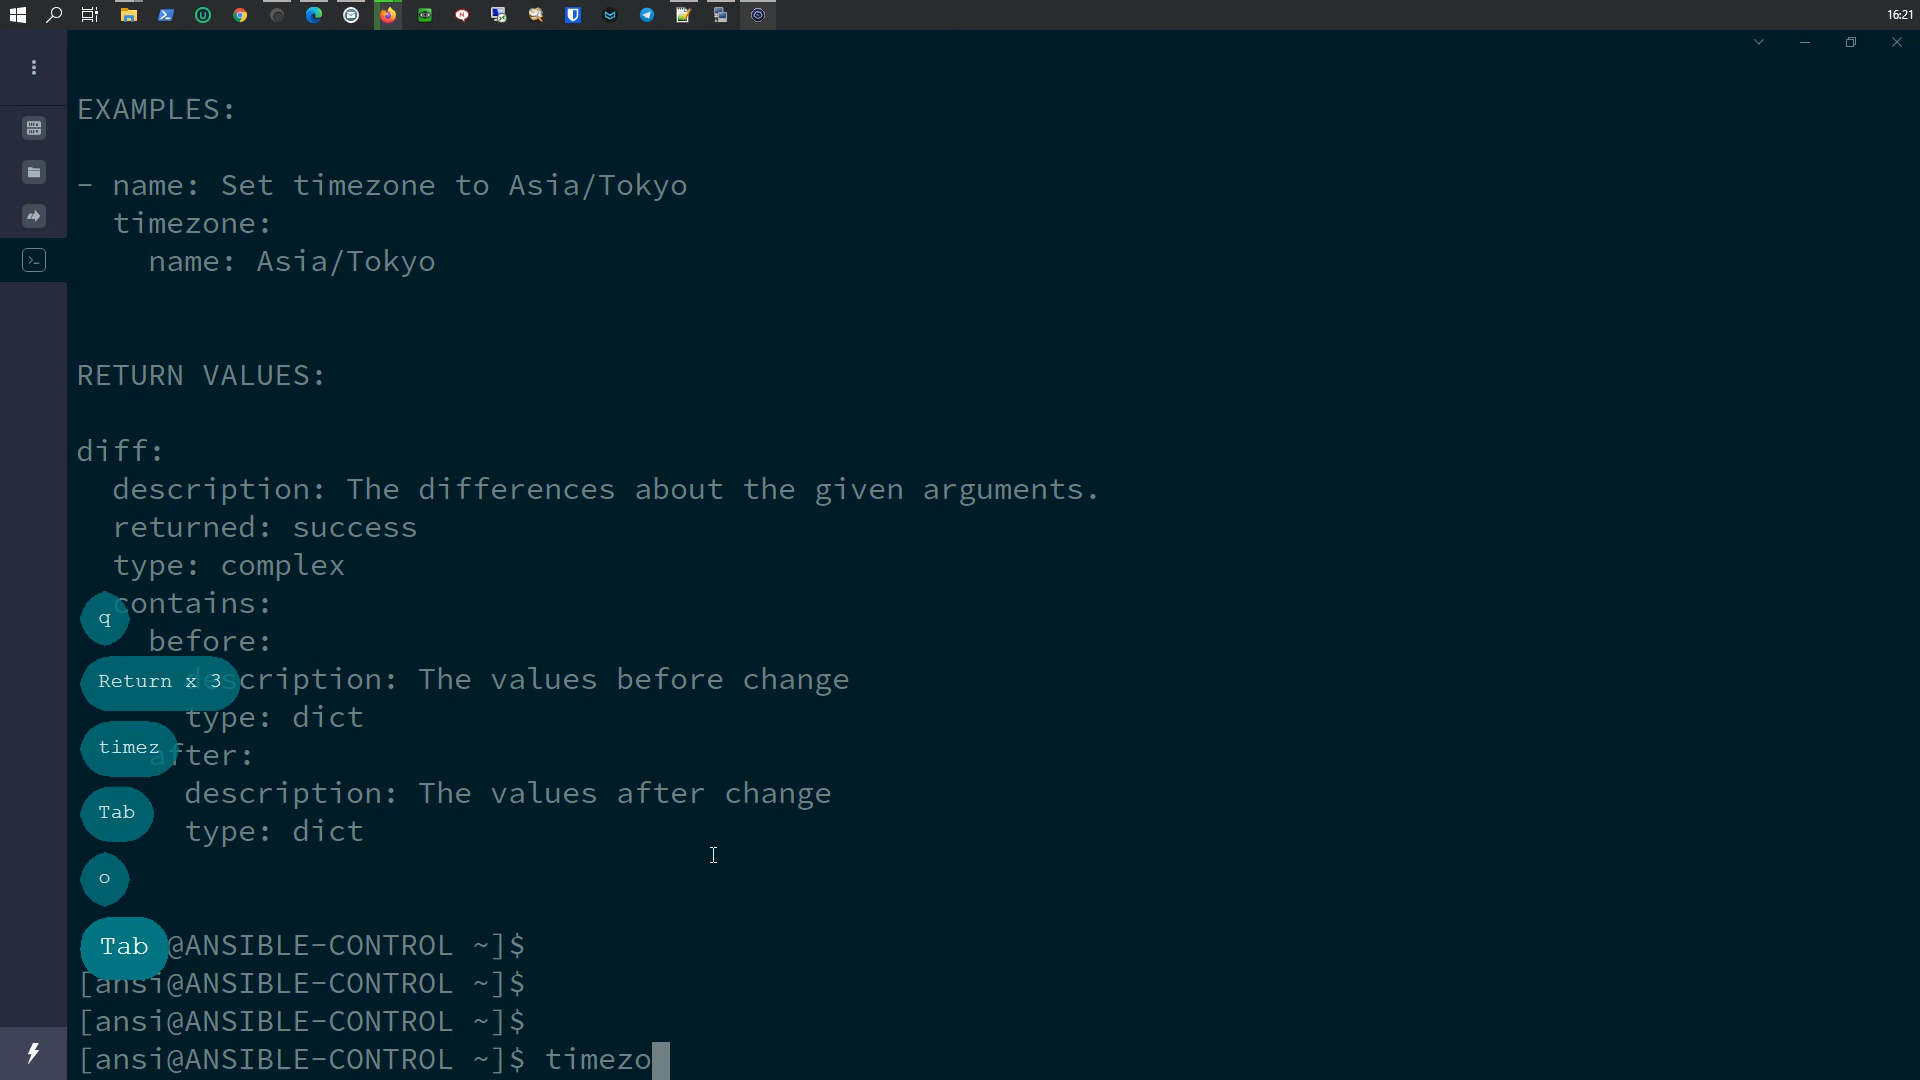 16:21
EXAMPLES:
- name: Set timezone to Asia/Tokyo
timezone:
name: Asia/Tokyo
RETURN VALUES:
diff:
description: The differences about the given arguments.
returned: success
type: complex
contains:
q
before:
description: The values before change
Return x 3
type: dict
timez
after:
description: The values after change
Tab
type: dict
o
Tab
@ANSIBLE-CONTROL ~]$
[ansi@ANSIBLE-CONTROL ~]$
[ansi@ANSIBLE-CONTROL ~]$
[ansi@ANSIBLE-CONTROL ~]$ timezo